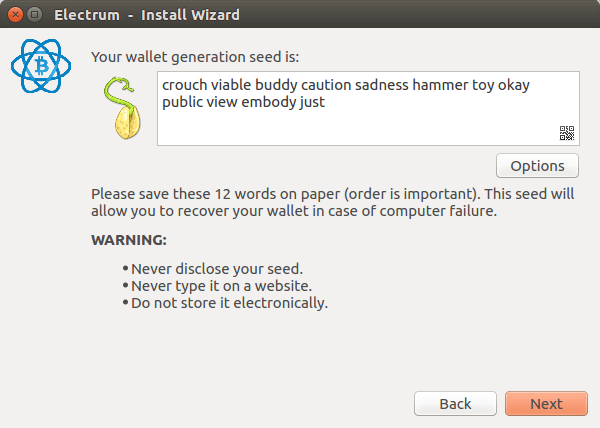 Electrum - Install Wizard
Your wallet generation seed is:
crouch viable buddy caution sadness hammer toy okay
public view embody just
Options
Please save these 12 words on paper (order is important). This seed will
allow you to recover your wallet in case of computer failure.
WARNING:
• Never disclose your seed.
• Never type it on a website.
• Do not store it electronically.
Back
Next